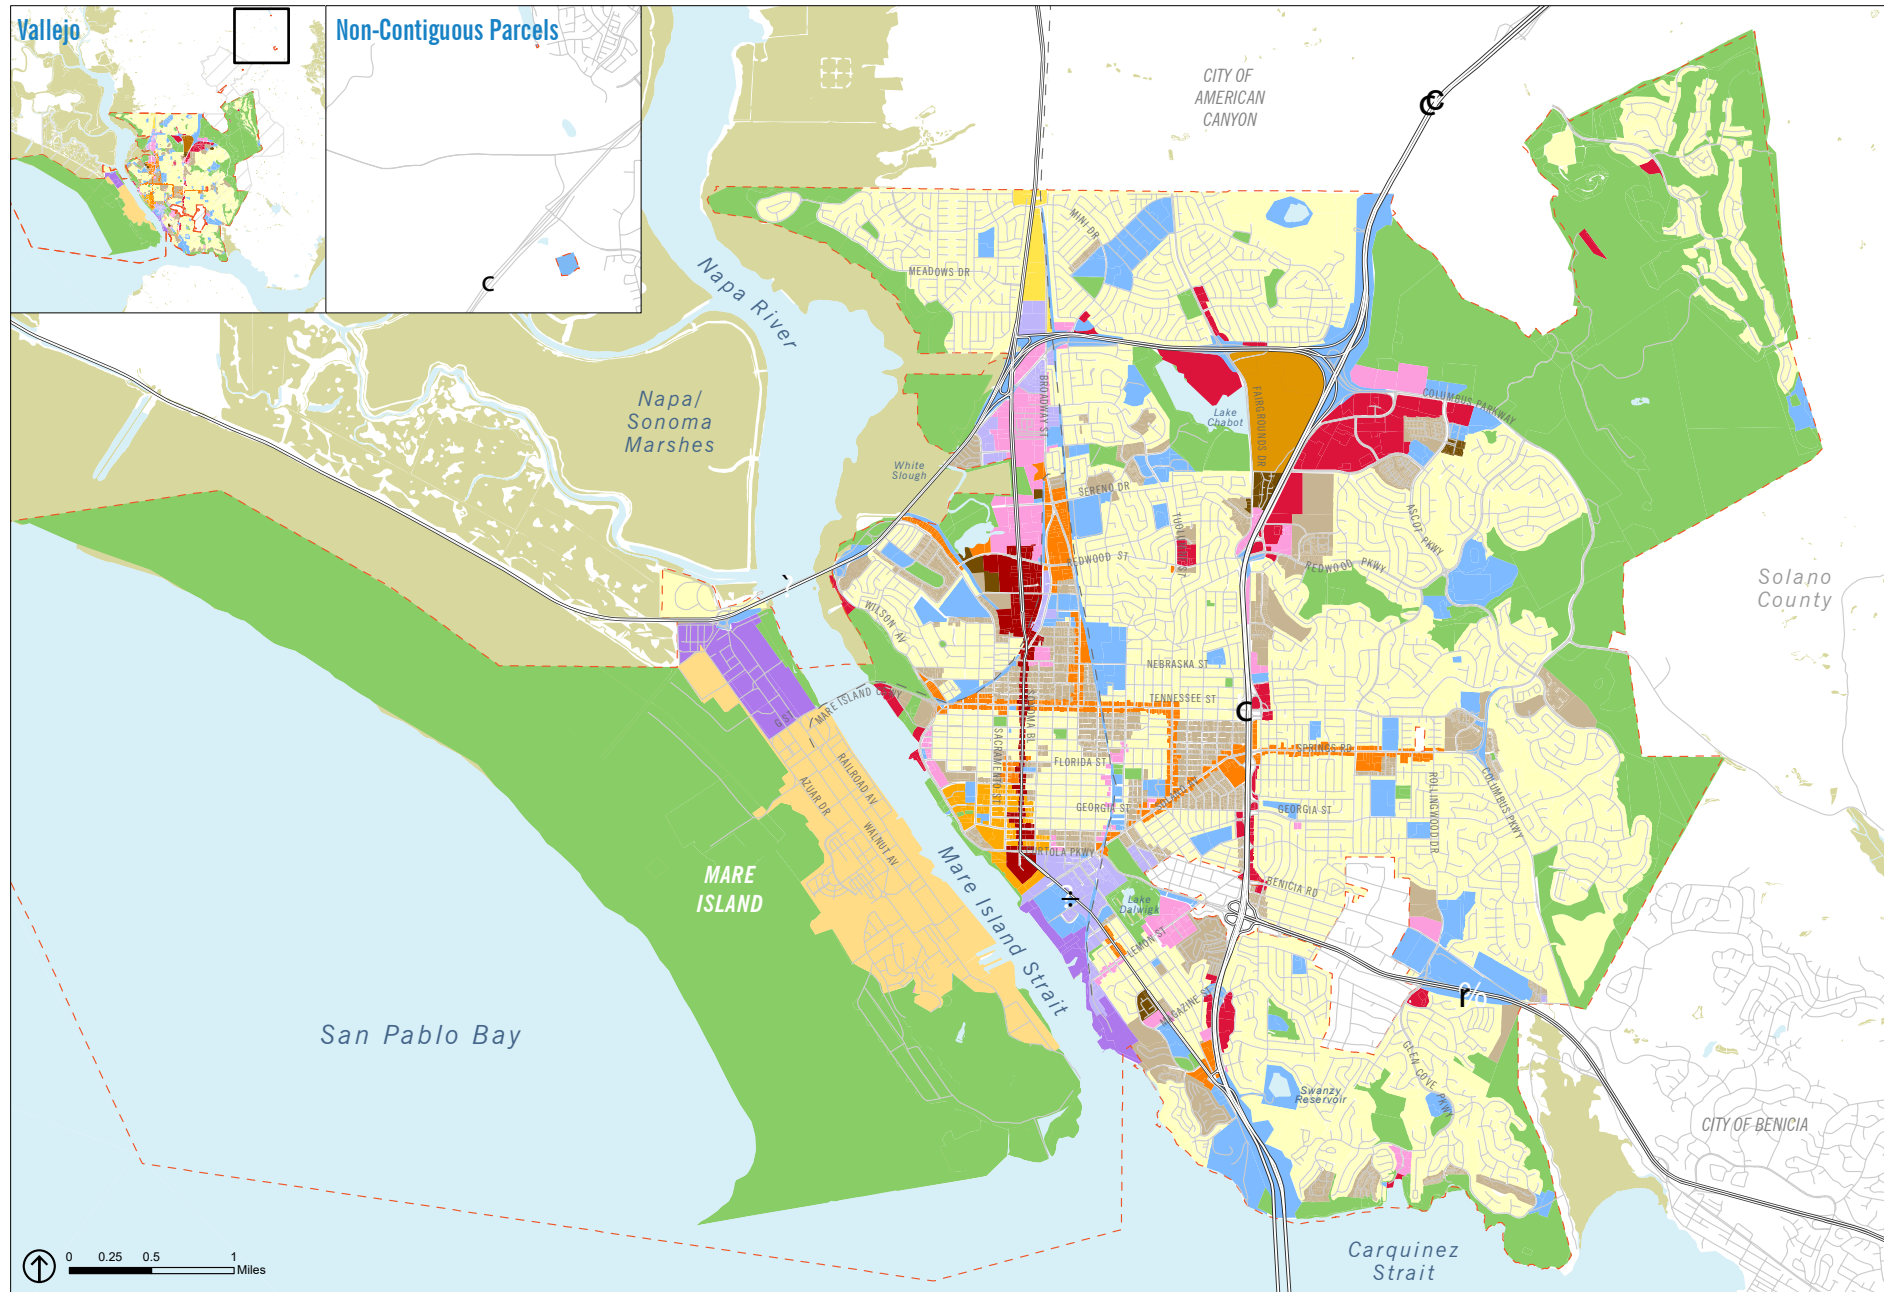 Vallejo
Non-Contiguous Parcels
C
CITY OF
AMERICAN
CANYON
C
C
Napa River
MINI DR
MEADOWS DR
Napa/
Sonoma
Marshes
BROADWAY ST
Lake
Chabot
FAIRGROUNDS DR
COLUMBUS PARKWAY
White
Slough
SERENO DR
ASCOT PKWY
REDWOOD ST
REDWOOD PKWY
Solano
County
WILSON AV
NEBRASKA ST
TENNESSEE ST
MARE ISLAND
G ST
C
SACRAMENTO ST
SPRINGS RD
FLORIDA ST
RAILROAD AV
AZUAR DR
GEORGIA ST
GEORGIA ST
ROLLINGWOOD DR
COLUMBUS PKWY
WALNUT AV
MARE
ISLAND
Mare Island Strait
BENICIA RD
÷
Lake
Dalwigk
LEMON ST
MAGAZINE ST
r%
San Pablo Bay
GLEN COVE PKWY
Swanzy
Reservoir
CITY OF BENICIA
Carquinez
Strait
0 0.25 0.5 1
Miles